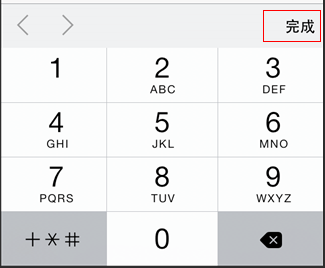 完成
1
2
ABC
3
DEF
4
GHI
5
JKL
6
MNO
7
PQRS
8
TUV
9
WXYZ
+*#
0